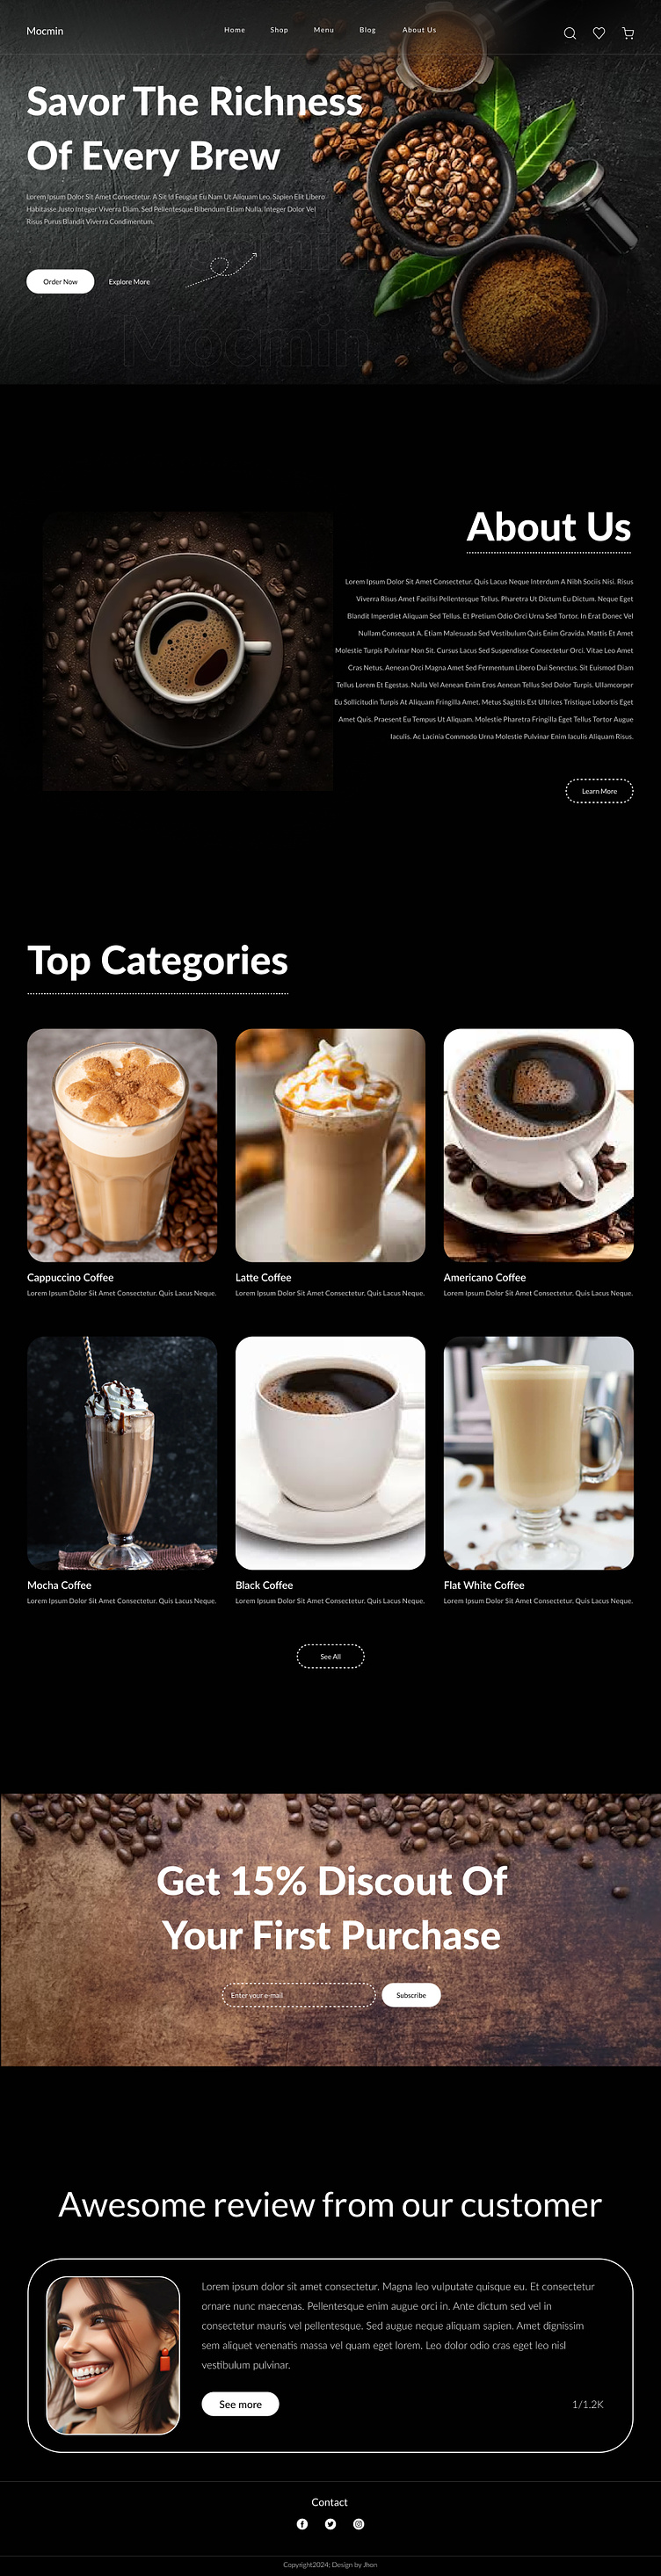 Mocmin
Home Shop Menu Blog About Us
Savor The Richness
Of Every Brew
Lorem Ipsum Dolor Sit Amet Consectetur. A Sit Id Feugiat Eu Nam Ut Aliquam Leo. Sapien Elit Libero
Habitasse Justo Integer Viverra Diam. Sed Pellentesque Bibendum Etiam Nulla. Integer Dolor Vel
Risus Purus Blandit Viverra Condimentum.
Order Now Explore More
Mocmin
About Us
Lorem Ipsum Dolor Sit Amet Consectetur. Quis Lacus Neque Interdum A Nibh Sociis Nisi. Risus
Viverra Risus Amet Facilisi Pellentesque Tellus. Pharetra Ut Dictum Eu Dictum. Neque Eget
Blandit Imperdiet Aliquam Sed Tellus. Et Pretium Odio Orci Urna Sed Tortor. In Erat Donec Vel
Nullam Consequat A. Etiam Malesuada Sed Vestibulum Quis Enim Gravida. Mattis Et Amet
Molestie Turpis Pulvinar Non Sit. Cursus Lacus Sed Suspendisse Consectetur Orci. Vitae Leo Amet
Cras Netus. Aenean Orci Magna Amet Sed Fermentum Libero Dui Senectus. Sit Euismod Diam
Tellus Lorem Et Egestas. Nulla Vel Aenean Enim Eros Aenean Tellus Sed Dolor Turpis. Ullamcorper
Eu Sollicitudin Turpis At Aliquam Fringilla Amet. Metus Sagittis Est Ultrices Tristique Lobortis Eget
Amet Quis. Praesent Eu Tempus Ut Aliquam. Molestie Pharetra Fringilla Eget Tellus Tortor Augue
Iaculis. Ac Lacinia Commodo Urna Molestie Pulvinar Enim Iaculis Aliquam Risus.
Learn More
Top Categories
Cappuccino Coffee
Lorem Ipsum Dolor Sit Amet Consectetur. Quis Lacus Neque.
Latte Coffee
Lorem Ipsum Dolor Sit Amet Consectetur. Quis Lacus Neque.
Americano Coffee
Lorem Ipsum Dolor Sit Amet Consectetur. Quis Lacus Neque.
Mocha Coffee
Lorem Ipsum Dolor Sit Amet Consectetur. Quis Lacus Neque.
Black Coffee
Lorem Ipsum Dolor Sit Amet Consectetur. Quis Lacus Neque.
Flat White Coffee
Lorem Ipsum Dolor Sit Amet Consectetur. Quis Lacus Neque.
See All
Get 15% Discout Of
Your First Purchase
Enter your e-mail
Subscribe
Awesome review from our customer
Lorem ipsum dolor sit amet consectetur. Magna leo vulputate quisque eu. Et consectetur
ornare nunc maecenas. Pellentesque enim augue orci in. Ante dictum sed vel in
consectetur mauris vel pellentesque. Sed augue neque aliquam sapien. Amet dignissim
sem aliquet venenatis massa vel quam eget lorem. Leo dolor odio cras eget leo nisl
vestibulum pulvinar.
See more
1/1.2K
Contact
Copyright2024; Design by Jhon